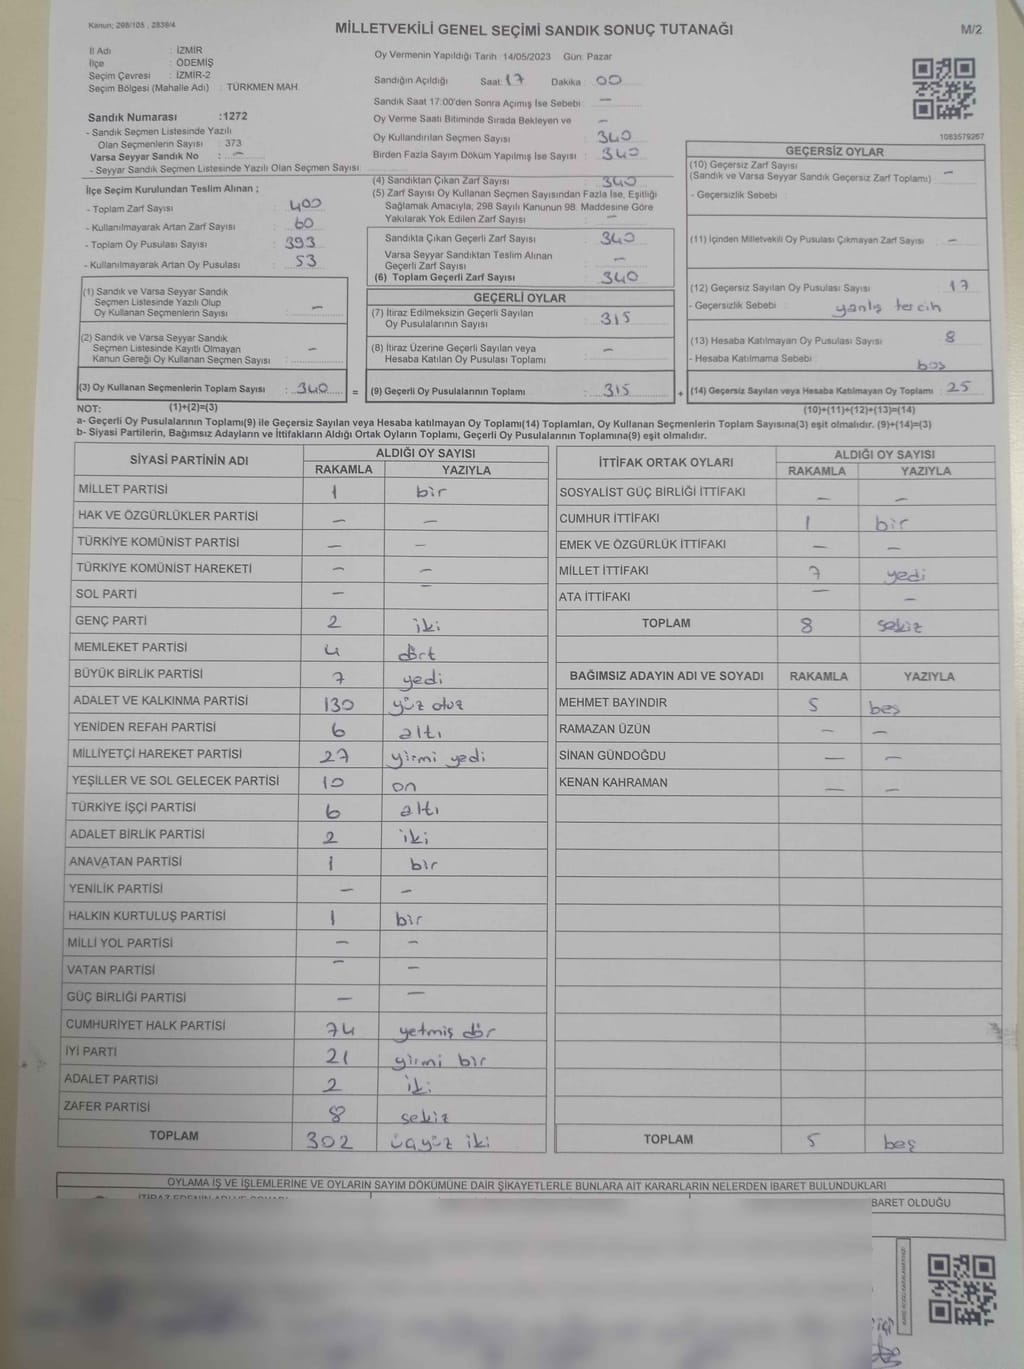 Kanun; 298/105 , 2839/4
MİLLETVEKİLİ GENEL SEÇİMİ SANDIK SONUÇ TUTANAĞI
M/2
İl Adı : İZMİR
İlçe : ÖDEMİŞ
Seçim Çevresi : İZMİR-2
Seçim Bölgesi (Mahalle Adı) : TÜRKMEN MAH.
Sandık Numarası :1272
- Sandık Seçmen Listesinde Yazılı
Olan Seçmenlerin Sayısı : 373
Varsa Seyyar Sandık No : —
- Seyyar Sandık Seçmen Listesinde Yazılı Olan Seçmen Sayısı :
İlçe Seçim Kurulundan Teslim Alınan ;
- Toplam Zarf Sayısı : 400
- Kullanılmayarak Artan Zarf Sayısı : 60
- Toplam Oy Pusulası Sayısı : 393
- Kullanılmayarak Artan Oy Pusulası : 53
(1) Sandık ve Varsa Seyyar Sandık
Seçmen Listesinde Yazılı Olup
Oy Kullanan Seçmenlerin Sayısı : —
(2) Sandık ve Varsa Seyyar Sandık
Seçmen Listesinde Kayıtlı Olmayan
Kanun Gereği Oy Kullanan Seçmen Sayısı : —
(3) Oy Kullanan Seçmenlerin Toplam Sayısı : 340 =
Oy Vermenin Yapıldığı Tarih :14/05/2023 Gün: Pazar
Sandığın Açıldığı Saat: 17 Dakika : 00
Sandık Saat 17:00'den Sonra Açımış İse Sebebi : —
Oy Verme Saati Bitiminde Sırada Bekleyen ve —
Oy Kullandırılan Seçmen Sayısı : 340
Birden Fazla Sayım Döküm Yapılmış İse Sayısı : 340
(4) Sandıktan Çıkan Zarf Sayısı : 340
(5) Zarf Sayısı Oy Kullanan Seçmen Sayısından Fazla İse, Eşitliği
Sağlamak Amacıyla; 298 Sayılı Kanunun 98. Maddesine Göre
Yakılarak Yok Edilen Zarf Sayısı : —
Sandıkta Çıkan Geçerli Zarf Sayısı : 340
Varsa Seyyar Sandıktan Teslim Alınan
Geçerli Zarf Sayısı : —
(6) Toplam Geçerli Zarf Sayısı : 340
GEÇERLİ OYLAR
(7) İtiraz Edilmeksizin Geçerli Sayılan
Oy Pusulalarının Sayısı : 315
(8) İtiraz Üzerine Geçerli Sayılan veya
Hesaba Katılan Oy Pusulası Toplamı : —
(9) Geçerli Oy Pusulalarının Toplamı : 315 +
1083579267
GEÇERSİZ OYLAR
(10) Geçersiz Zarf Sayısı
(Sandık ve Varsa Seyyar Sandık Geçersiz Zarf Toplamı) : —
- Geçersizlik Sebebi :
(11) İçinden Milletvekili Oy Pusulası Çıkmayan Zarf Sayısı : —
(12) Geçersiz Sayılan Oy Pusulası Sayısı : 17
- Geçersizlik Sebebi : yanlış tercih
(13) Hesaba Katılmayan Oy Pusulası Sayısı : 8
- Hesaba Katılmama Sebebi : boş
(14) Geçersiz Sayılan veya Hesaba Katılmayan Oy Toplamı : 25
NOT: (1)+(2)=(3)
(10)+(11)+(12)+(13)=(14)
a- Geçerli Oy Pusulalarının Toplamı(9) ile Geçersiz Sayılan veya Hesaba katılmayan Oy Toplamı(14) Toplamları, Oy Kullanan Seçmenlerin Toplam Sayısına(3) eşit olmalıdır. (9)+(14)=(3)
b- Siyasi Partilerin, Bağımsız Adayların ve İttifakların Aldığı Ortak Oyların Toplamı, Geçerli Oy Pusulalarının Toplamına(9) eşit olmalıdır.
SİYASİ PARTİNİN ADI ALDIĞI OY SAYISI
RAKAMLA YAZIYLA
MİLLET PARTİSİ 1 bir
HAK VE ÖZGÜRLÜKLER PARTİSİ — —
TÜRKİYE KOMÜNİST PARTİSİ — —
TÜRKİYE KOMÜNİST HAREKETİ — —
SOL PARTİ — —
GENÇ PARTİ 2 iki
MEMLEKET PARTİSİ 4 dört
BÜYÜK BİRLİK PARTİSİ 7 yedi
ADALET VE KALKINMA PARTİSİ 130 yüz otuz
YENİDEN REFAH PARTİSİ 6 altı
MİLLİYETÇİ HAREKET PARTİSİ 27 yirmi yedi
YEŞİLLER VE SOL GELECEK PARTİSİ 10 on
TÜRKİYE İŞÇİ PARTİSİ 6 altı
ADALET BİRLİK PARTİSİ 2 iki
ANAVATAN PARTİSİ 1 bir
YENİLİK PARTİSİ — —
HALKIN KURTULUŞ PARTİSİ 1 bir
MİLLİ YOL PARTİSİ — —
VATAN PARTİSİ — —
GÜÇ BİRLİĞİ PARTİSİ — —
CUMHURİYET HALK PARTİSİ 74 yetmiş dör
İYİ PARTİ 21 yirmi bir
ADALET PARTİSİ 2 iki
ZAFER PARTİSİ 8 sekiz
TOPLAM 302 üçyüz iki
İTTİFAK ORTAK OYLARI ALDIĞI OY SAYISI
RAKAMLA YAZIYLA
SOSYALİST GÜÇ BİRLİĞİ İTTİFAKI — —
CUMHUR İTTİFAKI 1 bir
EMEK VE ÖZGÜRLÜK İTTİFAKI — —
MİLLET İTTİFAKI 7 yedi
ATA İTTİFAKI — —
TOPLAM 8 sekiz
BAĞIMSIZ ADAYIN ADI VE SOYADI RAKAMLA YAZIYLA
MEHMET BAYINDIR 5 beş
RAMAZAN ÜZÜN — —
SİNAN GÜNDOĞDU — —
KENAN KAHRAMAN — —
TOPLAM 5 beş
OYLAMA İŞ VE İŞLEMLERİNE VE OYLARIN SAYIM DÖKÜMÜNE DAİR ŞİKAYETLERLE BUNLARA AİT KARARLARIN NELERDEN İBARET BULUNDUKLARI
BARET OLDUĞU